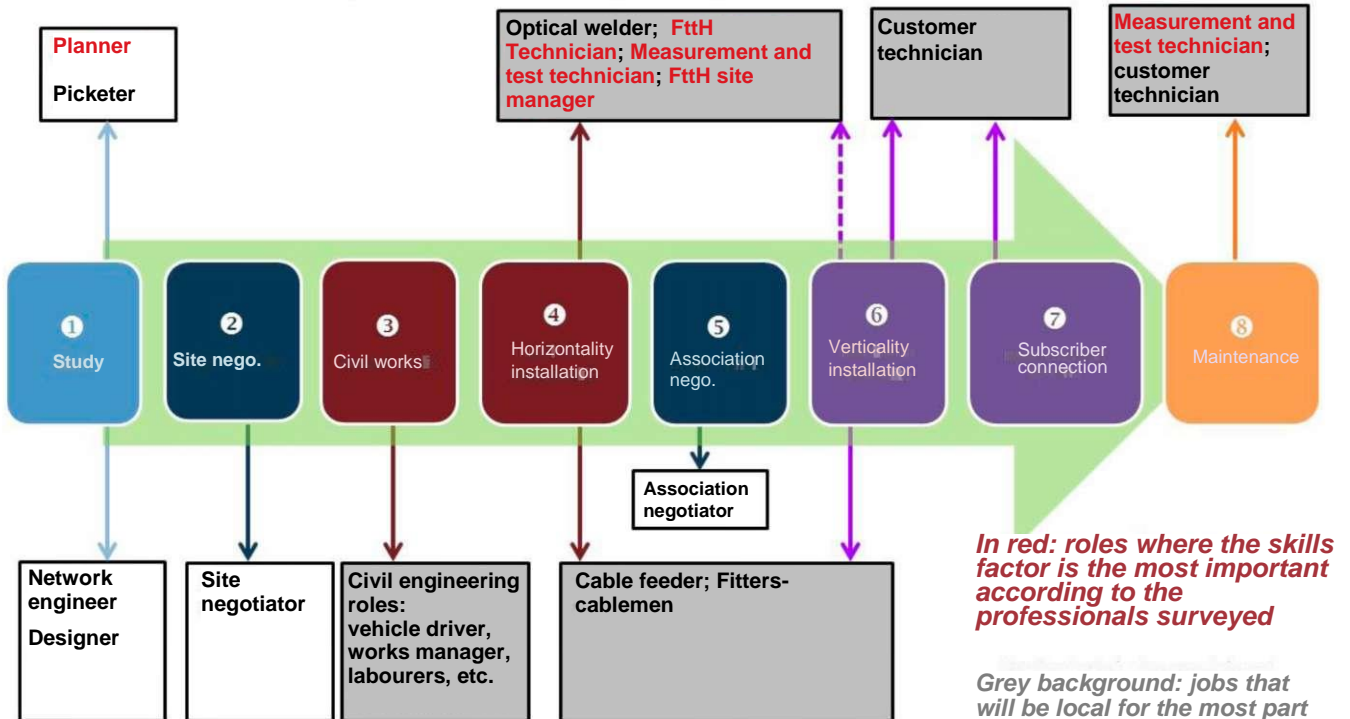 Planner
Picketer
Optical welder; FttH
Technician; Measurement and
test technician; FttH site
manager
Customer
technician
Measurement and
test technician;
customer
technician
1
Study
2
Site nego.
3
Civil works
4
Horizontality
installation
5
Association
nego.
6
Verticality
installation
7
Subscriber
connection
8
Maintenance
Association
negotiator
Network
engineer
Designer
Site
negotiator
Civil engineering
roles:
vehicle driver,
works manager,
labourers, etc.
Cable feeder; Fitters-
cablemen
In red: roles where the skills
factor is the most important
according to the
professionals surveyed
Grey background: jobs that
will be local for the most part